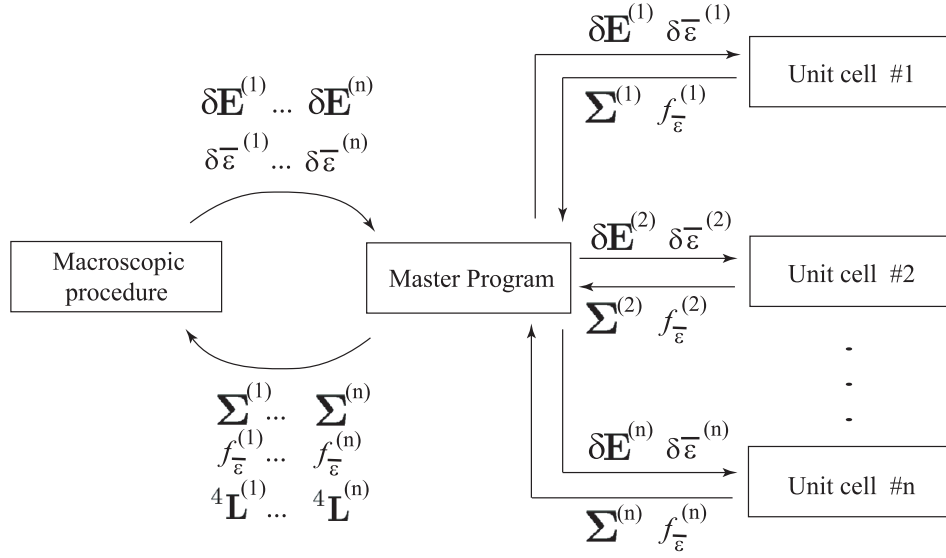 δE^(1) δε̅^(1)
Unit cell #1
Σ^(1) f_ε̅^(1)
δE^(1) ... δE^(n)
δε̅^(1) ... δε̅^(n)
Macroscopic
procedure
Master Program
δE^(2) δε̅^(2)
Unit cell #2
Σ^(2) f_ε̅^(2)
Σ^(1) ... Σ^(n)
f_ε̅^(1) ... f_ε̅^(n)
⁴L^(1) ... ⁴L^(n)
δE^(n) δε̅^(n)
Unit cell #n
Σ^(n) f_ε̅^(n)